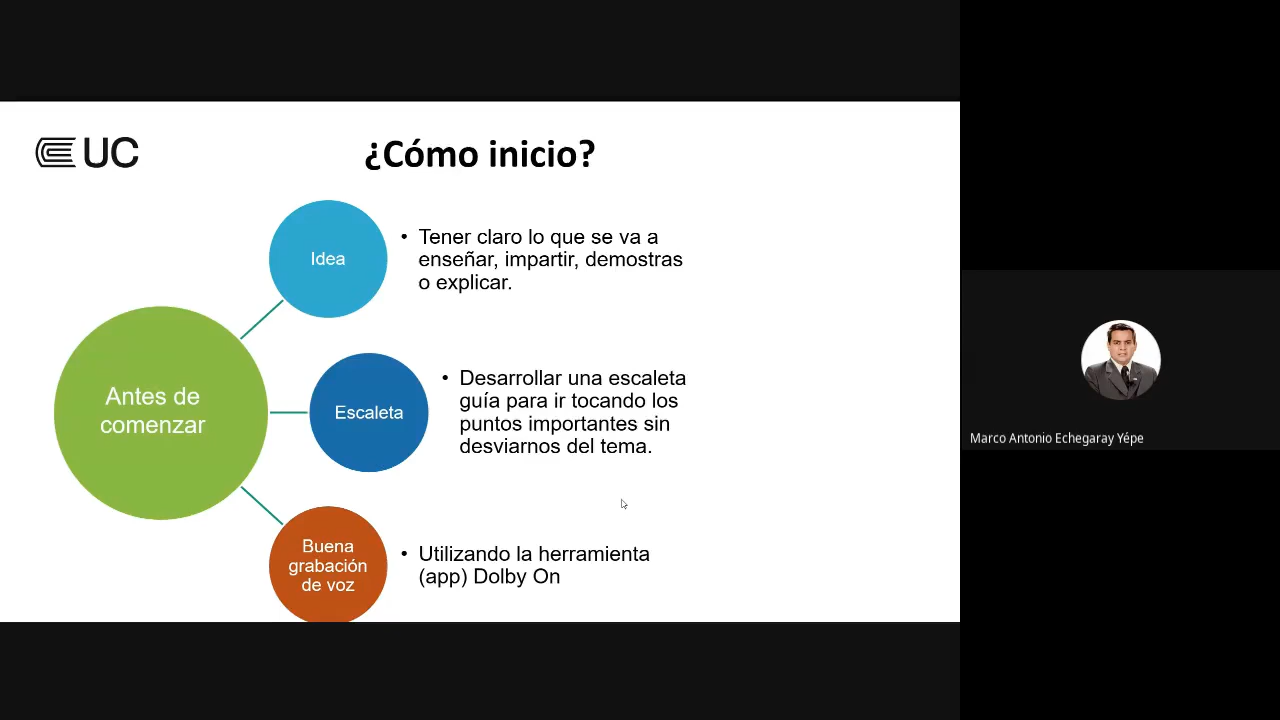 UC
¿Cómo inicio?
Idea
• Tener claro lo que se va a
enseñar, impartir, demostras
o explicar.
Antes de
comenzar
Escaleta
• Desarrollar una escaleta
guía para ir tocando los
puntos importantes sin
desviarnos del tema.
Buena
grabación
de voz
• Utilizando la herramienta
(app) Dolby On
Marco Antonio Echegaray Yépe